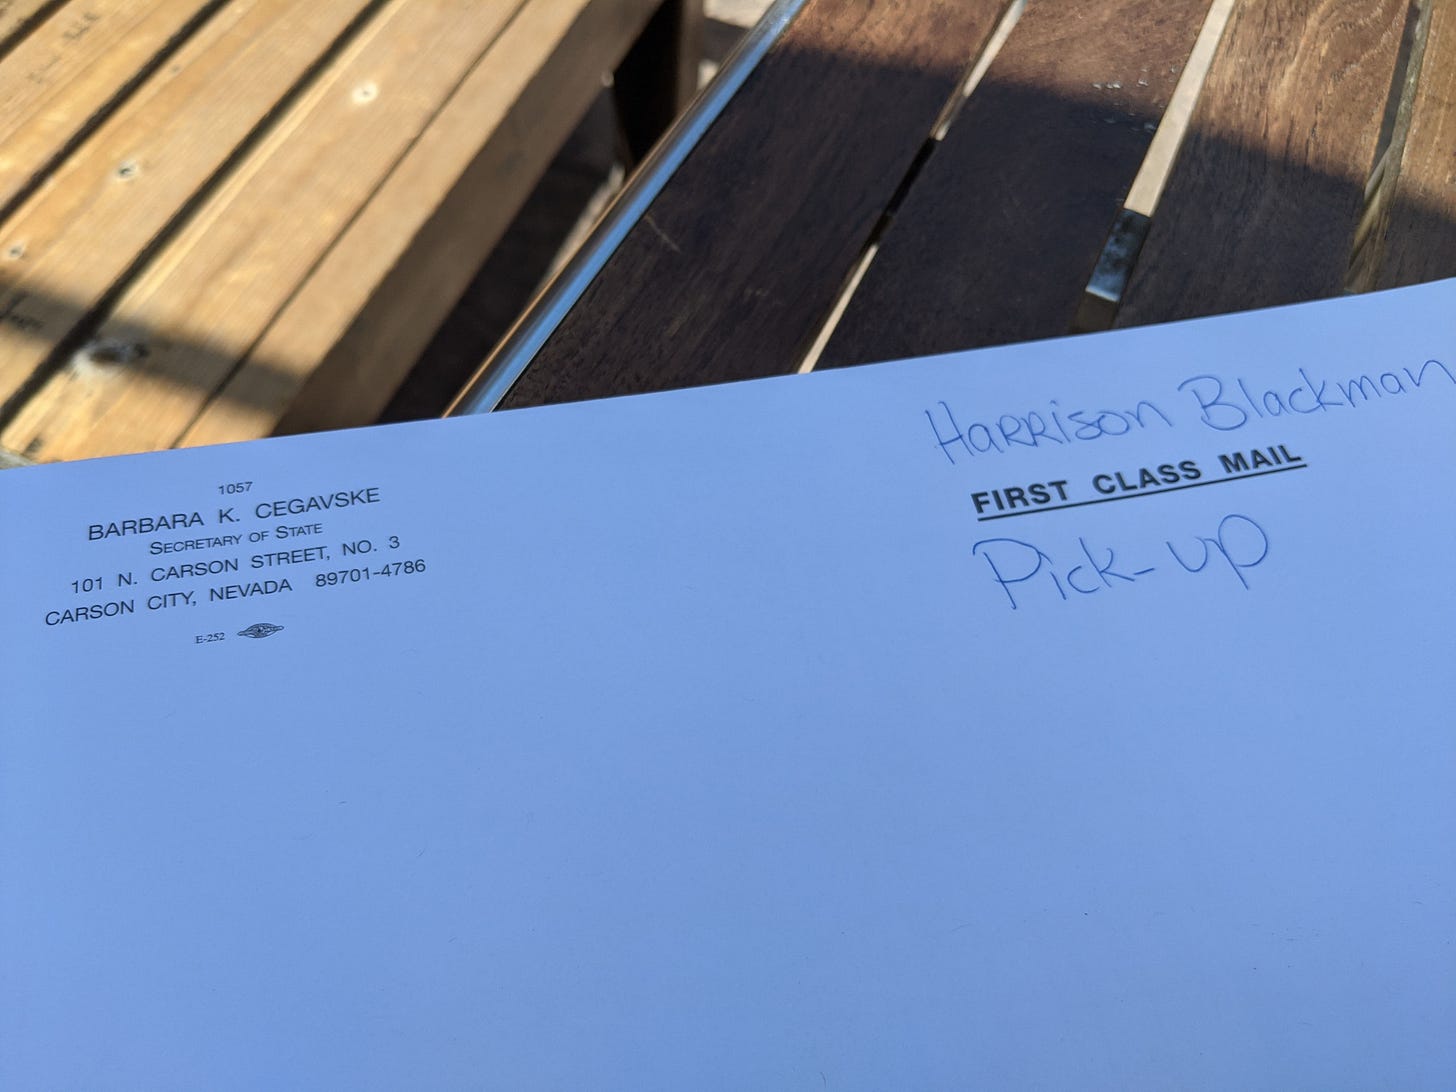 1057
BARBARA K. CEGAVSKE
SECRETARY OF STATE
101 N. CARSON STREET, NO. 3
CARSON CITY, NEVADA 89701-4786
E-252
Harrison Blackman
FIRST CLASS MAIL
Pick-up